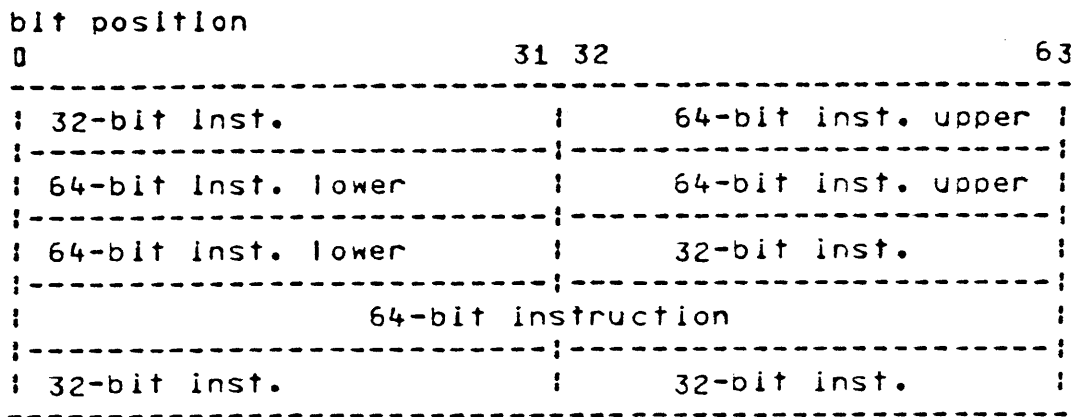 bit position
0 31 32 63
32-bit inst. 64-bit inst. upper
64-bit inst. lower 64-bit inst. upper
64-bit inst. lower 32-bit inst.
64-bit instruction
32-bit inst. 32-bit inst.